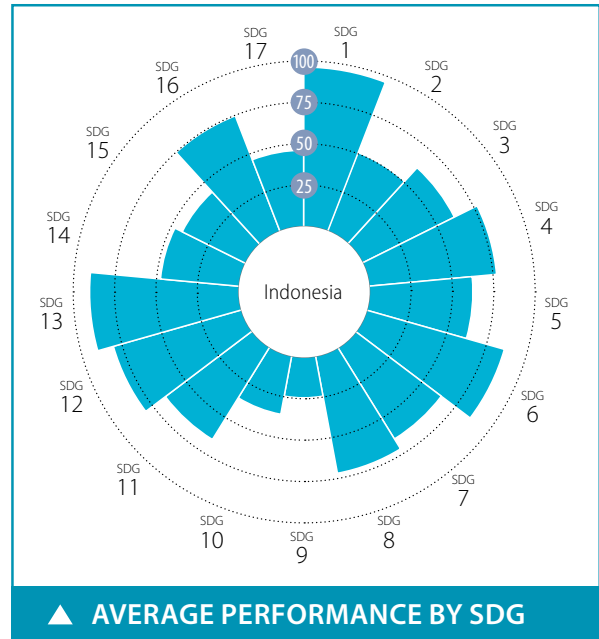 SDG
1
SDG
2
SDG
3
SDG
4
SDG
5
SDG
6
SDG
7
SDG
8
SDG
9
SDG
10
SDG
11
SDG
12
SDG
13
SDG
14
SDG
15
SDG
16
SDG
17
100
75
50
25
Indonesia
AVERAGE PERFORMANCE BY SDG